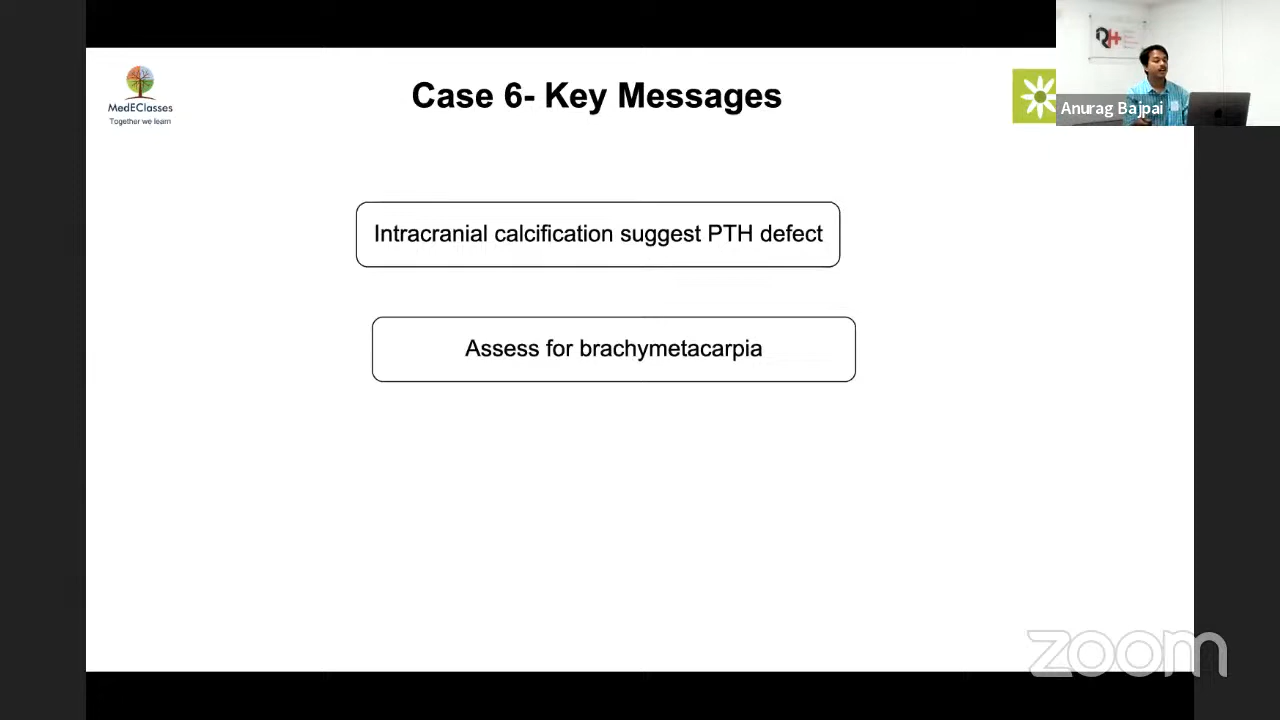 MedEClasses
Together we learn
Case 6- Key Messages
Anurag Bajpai
Intracranial calcification suggest PTH defect
Assess for brachymetacarpia
zoom